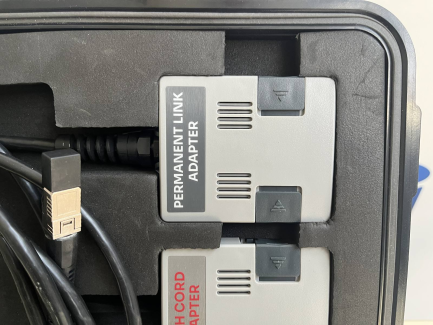 PERMANENT LINK
ADAPTER
H CORD
APTER